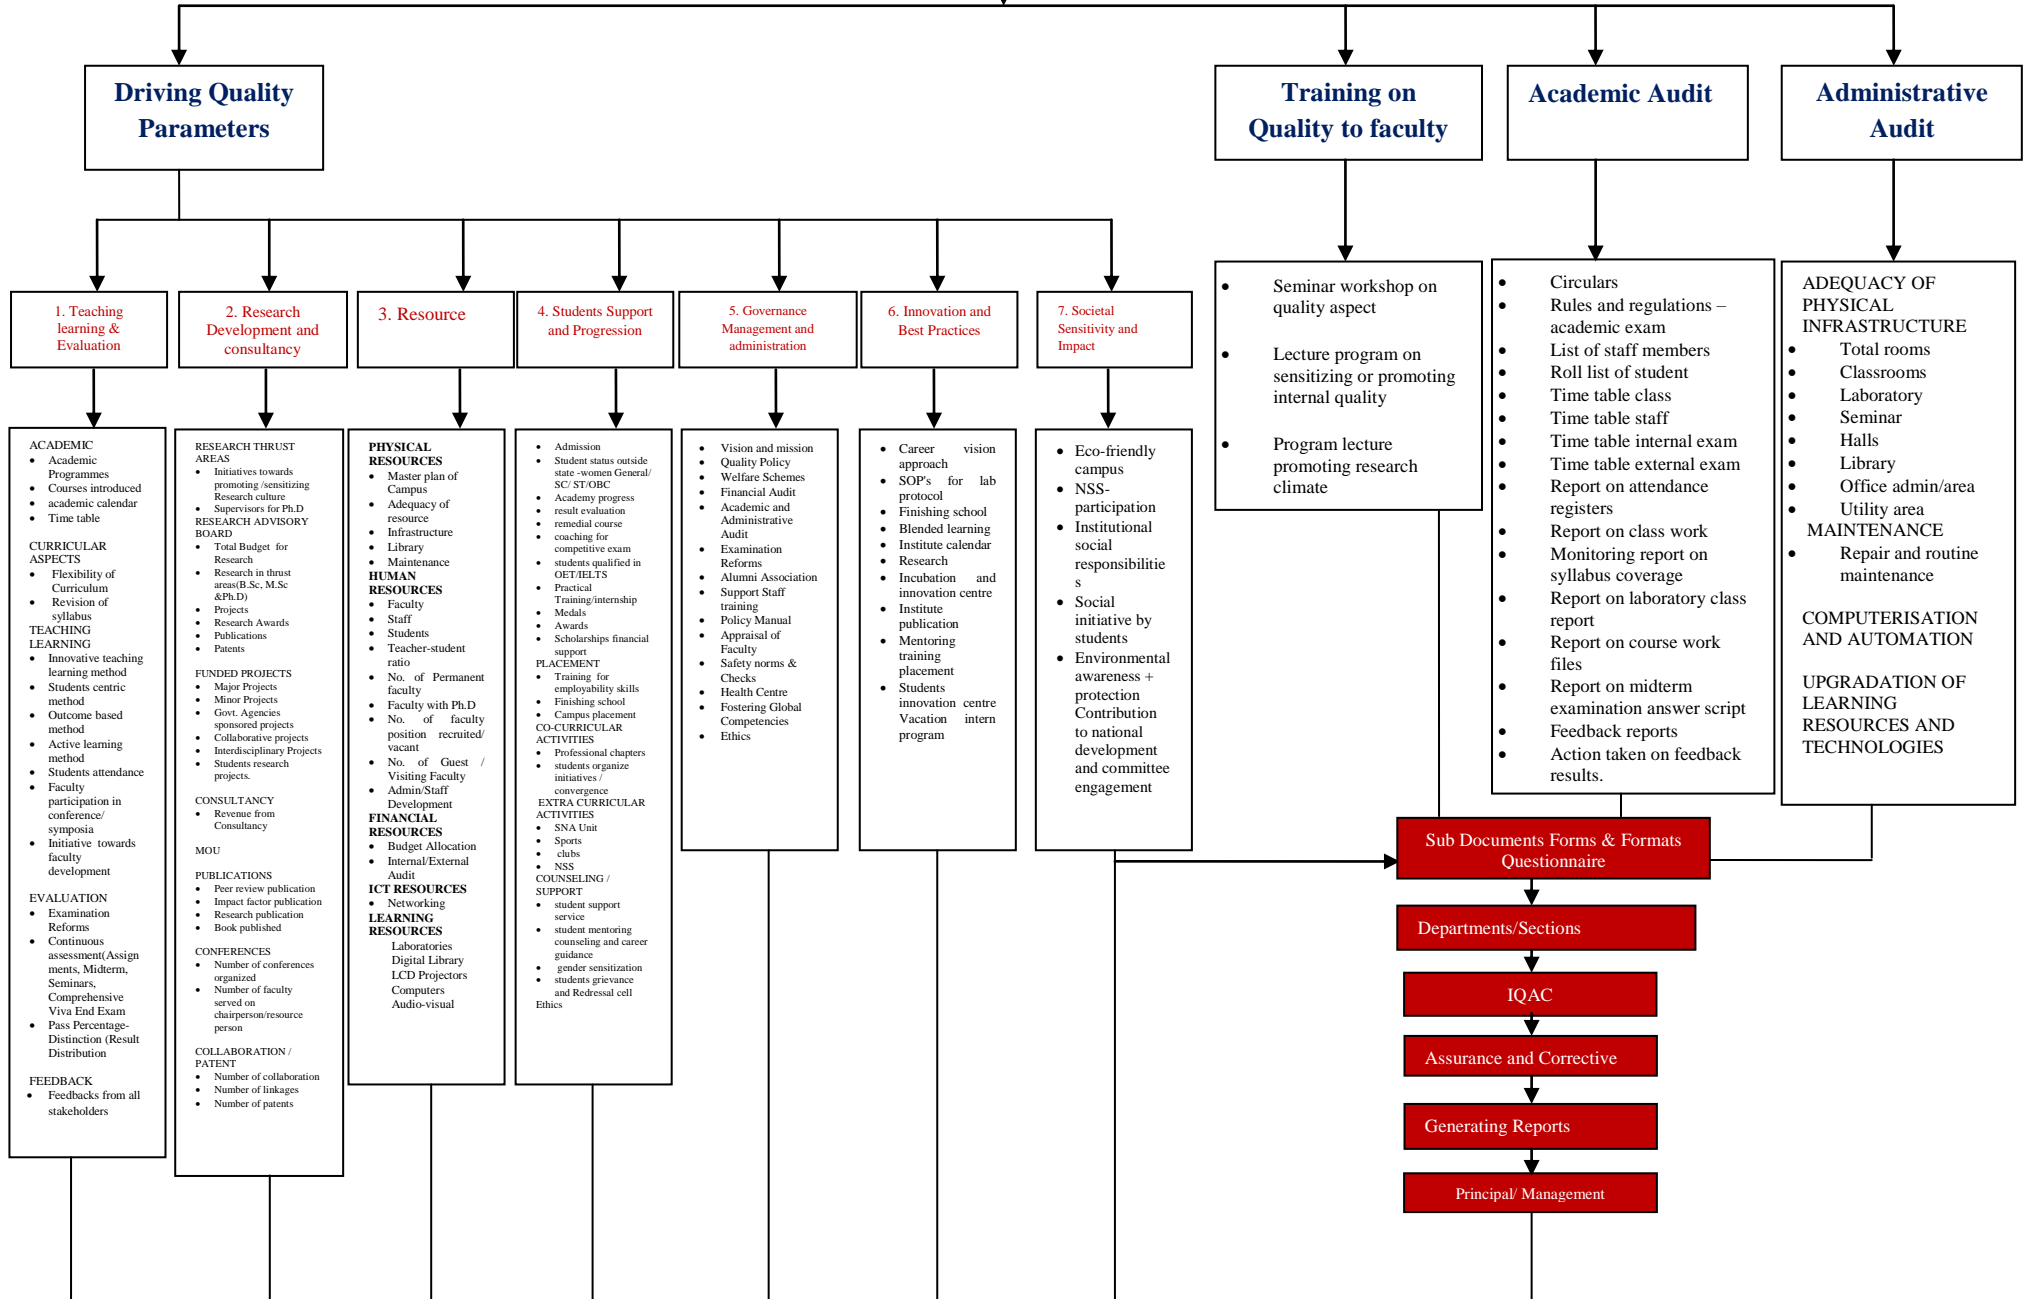 Driving Quality
Parameters
Training on
Quality to faculty
Academic Audit
Administrative
Audit
1. Teaching
learning &
Evaluation
2. Research
Development and
consultancy
3. Resource
4. Students Support
and Progression
5. Governance
Management and
administration
6. Innovation and
Best Practices
7. Societal
Sensitivity and
Impact
ACADEMIC
• Academic
Programmes
• Courses introduced
• academic calendar
• Time table
CURRICULAR
ASPECTS
• Flexibility of
Curriculum
• Revision of
syllabus
TEACHING
LEARNING
• Innovative teaching
learning method
• Students centric
method
• Outcome based
method
• Active learning
method
• Students attendance
• Faculty
participation in
conference/
symposia
• Initiative towards
faculty
development
EVALUATION
• Examination
Reforms
• Continuous
assessment(Assign
ments, Midterm,
Seminars,
Comprehensive
Viva End Exam
• Pass Percentage-
Distinction (Result
Distribution
FEEDBACK
• Feedbacks from all
stakeholders
RESEARCH THRUST
AREAS
• Initiatives towards
promoting /sensitizing
Research culture
• Supervisors for Ph.D
RESEARCH ADVISORY
BOARD
• Total Budget for
Research
• Research in thrust
areas(B.Sc, M.Sc
&Ph.D)
• Projects
• Research Awards
• Publications
• Patents
FUNDED PROJECTS
• Major Projects
• Minor Projects
• Govt. Agencies
sponsored projects
• Collaborative projects
• Interdisciplinary Projects
• Students research
projects.
CONSULTANCY
• Revenue from
Consultancy
MOU
PUBLICATIONS
• Peer review publication
• Impact factor publication
• Research publication
• Book published
CONFERENCES
• Number of conferences
organized
• Number of faculty
served on
chairperson/resource
person
COLLABORATION /
PATENT
• Number of collaboration
• Number of linkages
• Number of patents
PHYSICAL
RESOURCES
• Master plan of
Campus
• Adequacy of
resource
• Infrastructure
• Library
• Maintenance
HUMAN
RESOURCES
• Faculty
• Staff
• Students
• Teacher-student
ratio
• No. of Permanent
faculty
• Faculty with Ph.D
• No. of faculty
position recruited/
vacant
• No. of Guest /
Visiting Faculty
• Admin/Staff
Development
FINANCIAL
RESOURCES
• Budget Allocation
• Internal/External
Audit
ICT RESOURCES
• Networking
LEARNING
RESOURCES
Laboratories
Digital Library
LCD Projectors
Computers
Audio-visual
• Admission
• Student status outside
state -women General/
SC/ ST/OBC
• Academy progress
• result evaluation
• remedial course
• coaching for
competitive exam
• students qualified in
OET/IELTS
• Practical
Training/internship
• Medals
• Awards
• Scholarships financial
support
PLACEMENT
• Training for
employability skills
• Finishing school
• Campus placement
CO-CURRICULAR
ACTIVITIES
• Professional chapters
• students organize
initiatives /
convergence
EXTRA CURRICULAR
ACTIVITIES
• SNA Unit
• Sports
• clubs
• NSS
COUNSELING /
SUPPORT
• student support
service
• student mentoring
counseling and career
guidance
• gender sensitization
• students grievance
and Redressal cell
Ethics
• Vision and mission
• Quality Policy
• Welfare Schemes
• Financial Audit
• Academic and
Administrative
Audit
• Examination
Reforms
• Alumni Association
• Support Staff
training
• Policy Manual
• Appraisal of
Faculty
• Safety norms &
Checks
• Health Centre
• Fostering Global
Competencies
• Ethics
• Career vision
approach
• SOP's for lab
protocol
• Finishing school
• Blended learning
• Institute calendar
• Research
• Incubation and
innovation centre
• Institute
publication
• Mentoring
training
placement
• Students
innovation centre
Vacation intern
program
• Eco-friendly
campus
• NSS-
participation
• Institutional
social
responsibilitie
s
• Social
initiative by
students
• Environmental
awareness +
protection
Contribution
to national
development
and committee
engagement
• Seminar workshop on
quality aspect
• Lecture program on
sensitizing or promoting
internal quality
• Program lecture
promoting research
climate
• Circulars
• Rules and regulations –
academic exam
• List of staff members
• Roll list of student
• Time table class
• Time table staff
• Time table internal exam
• Time table external exam
• Report on attendance
registers
• Report on class work
• Monitoring report on
syllabus coverage
• Report on laboratory class
report
• Report on course work
files
• Report on midterm
examination answer script
• Feedback reports
• Action taken on feedback
results.
ADEQUACY OF
PHYSICAL
INFRASTRUCTURE
• Total rooms
• Classrooms
• Laboratory
• Seminar
• Halls
• Library
• Office admin/area
• Utility area
MAINTENANCE
• Repair and routine
maintenance
COMPUTERISATION
AND AUTOMATION
UPGRADATION OF
LEARNING
RESOURCES AND
TECHNOLOGIES
Sub Documents Forms & Formats
Questionnaire
Departments/Sections
IQAC
Assurance and Corrective
Generating Reports
Principal/ Management